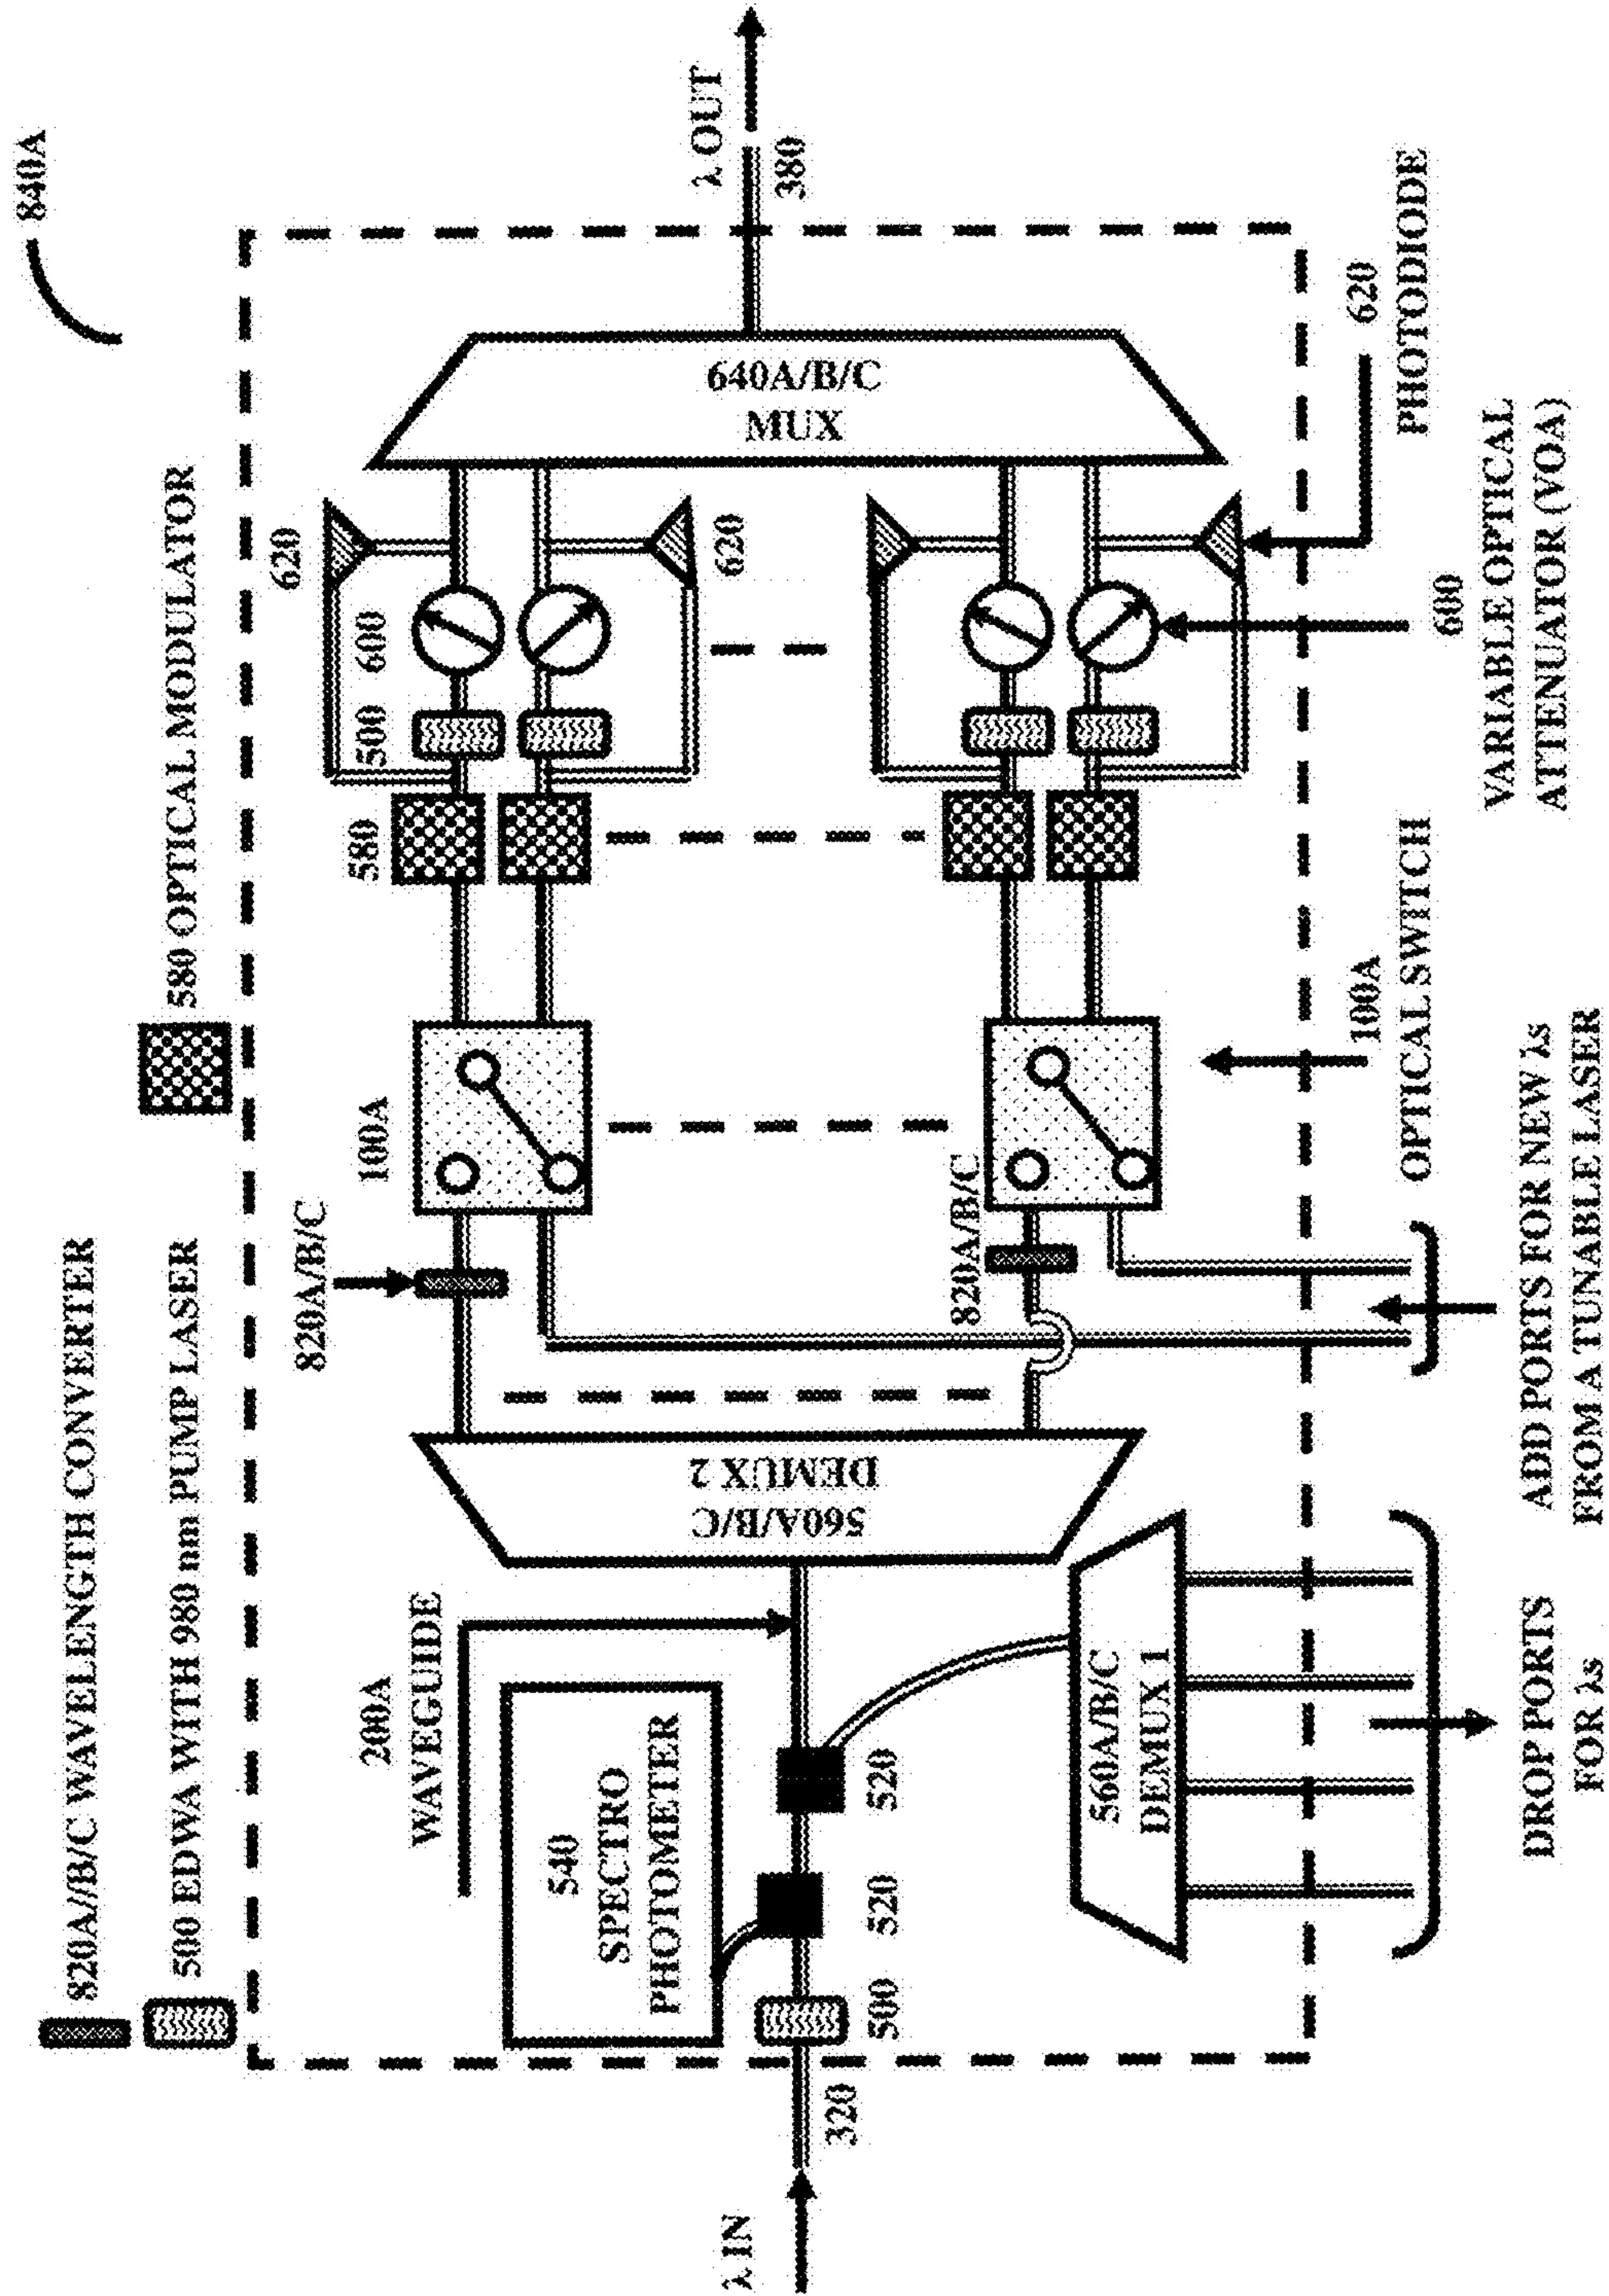 840A
820A//B/C WAVELENGTH CONVERTER
500 EDWA WITH 980 nm PUMP LASER
580 OPTICAL MODULATOR
λ IN
320
500
540
SPECTRO
PHOTOMETER
520
520
200A
WAVEGUIDE
560A/B/C
DEMUX 2
560A/B/C
DEMUX 1
DROP PORTS
FOR λs
820A/B/C
820A/B/C
ADD PORTS FOR NEW λs
FROM A TUNABLE LASER
100A
100A
OPTICAL SWITCH
580
500
600
620
620
600
VARIABLE OPTICAL
ATTENUATOR (VOA)
620
PHOTODIODE
640A/B/C
MUX
λ OUT
380